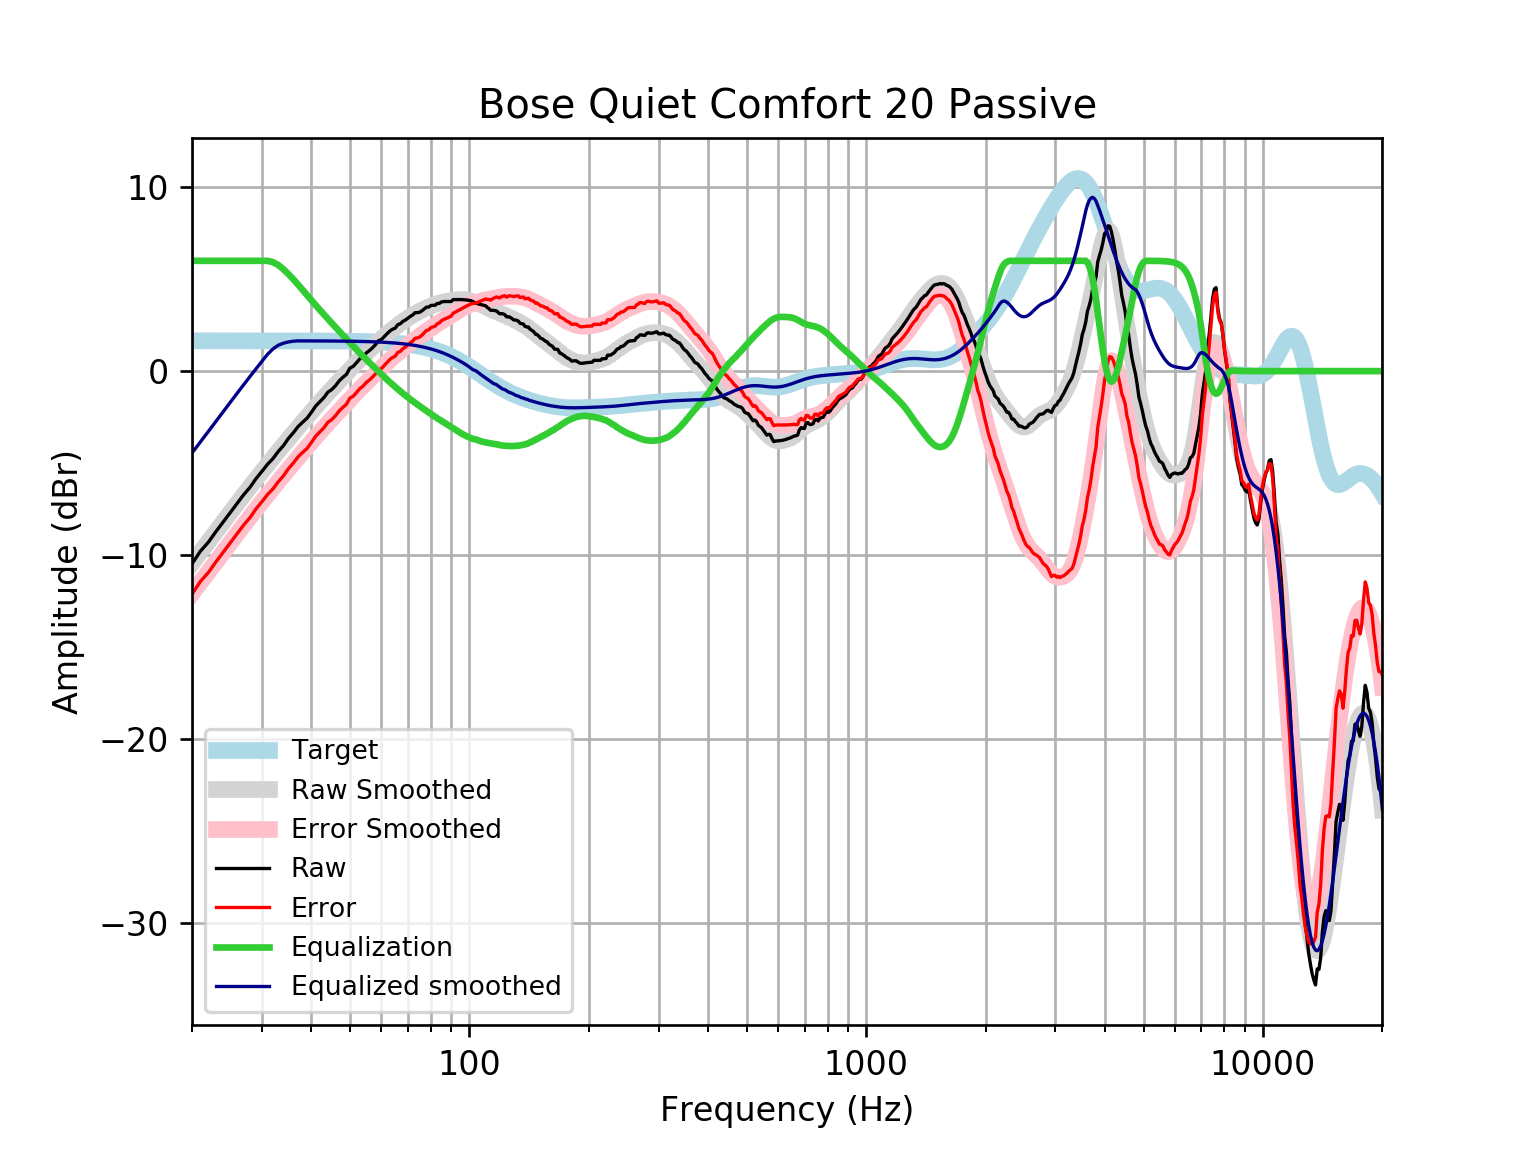 Bose Quiet Comfort 20 Passive
10
0
−10
−20
−30
Amplitude (dBr)
Target
Raw Smoothed
Error Smoothed
Raw
Error
Equalization
Equalized smoothed
100
1000
10000
Frequency (Hz)